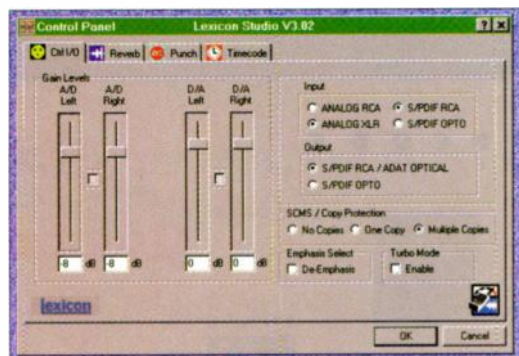 Control Panel Lexicon Studio V3.02
Ctrl I/O Reverb Punch Timecode
Gain Levels
A/D Left A/D Right D/A Left D/A Right
-8 dB -8 dB 0 dB 0 dB
Input
ANALOG RCA S/PDIF RCA
ANALOG XLR S/PDIF OPTO
Output
S/PDIF RCA / ADAT OPTICAL
S/PDIF OPTO
SCMS / Copy Protection
No Copies One Copy Multiple Copies
Emphasis Select
De-Emphasis
Turbo Mode
Enable
lexicon
OK Cancel